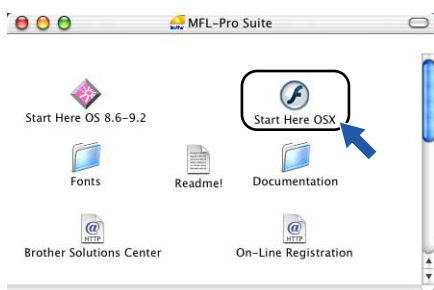 MFL-Pro Suite
Start Here OS 8.6-9.2
Start Here OSX
Fonts
Readme!
Documentation
HTTP
HTTP
Brother Solutions Center
On-Line Registration